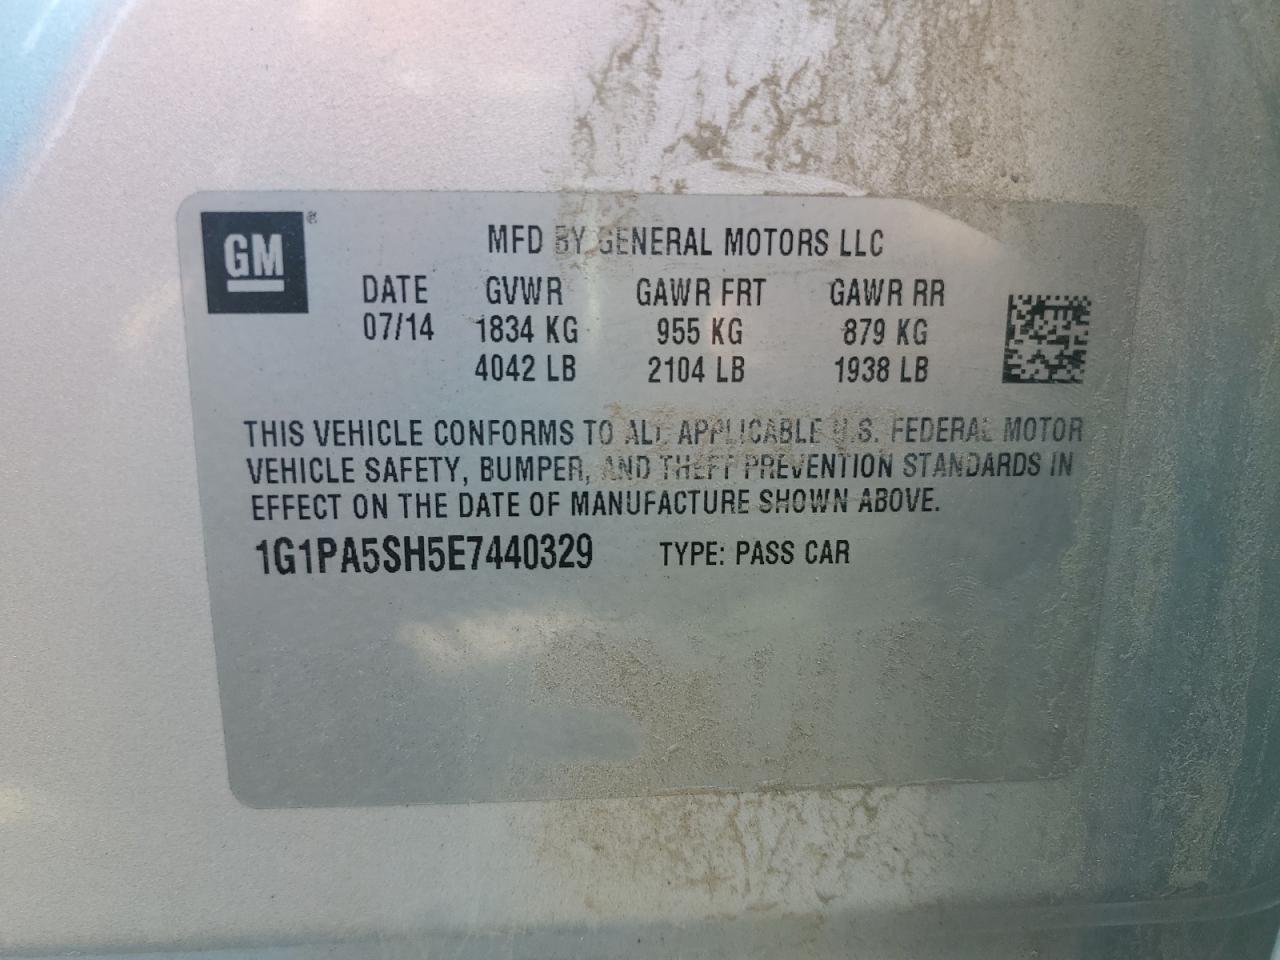 GM ®
MFD BY GENERAL MOTORS LLC
DATE GVWR GAWR FRT GAWR RR
07/14 1834 KG 955 KG 879 KG
4042 LB 2104 LB 1938 LB
THIS VEHICLE CONFORMS TO ALL APPLICABLE U.S. FEDERAL MOTOR
VEHICLE SAFETY, BUMPER, AND THEFT PREVENTION STANDARDS IN
EFFECT ON THE DATE OF MANUFACTURE SHOWN ABOVE.
1G1PA5SH5E7440329 TYPE: PASS CAR